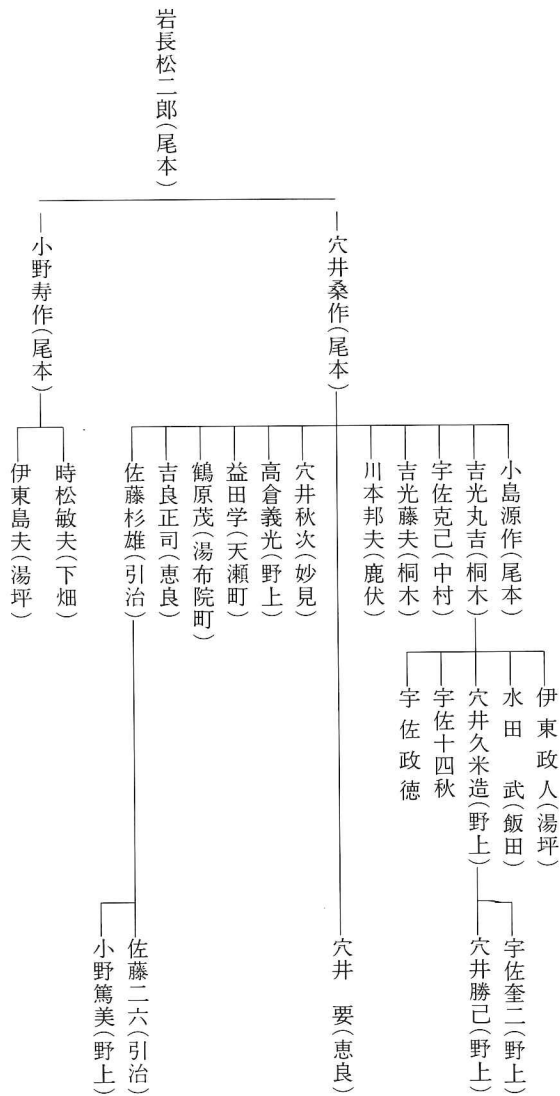 岩長松二郎(尾本)
穴井桑作(尾本)
小野寿作(尾本)
小島源作(尾本)
吉光丸吉(桐木)
宇佐克己(中村)
吉光藤夫(桐木)
川本邦夫(鹿伏)
穴井秋次(妙見)
高倉義光(野上)
益田学(天瀬町)
鶴原茂(湯布院町)
吉良正司(恵良)
佐藤杉雄(引治)
時松敏夫(下畑)
伊東島夫(湯坪)
伊東政人(湯坪)
水田　武(飯田)
穴井久米造(野上)
宇佐十四秋
宇佐政徳
宇佐奎二(野上)
穴井勝己(野上)
穴井　要(恵良)
佐藤二六(引治)
小野篤美(野上)